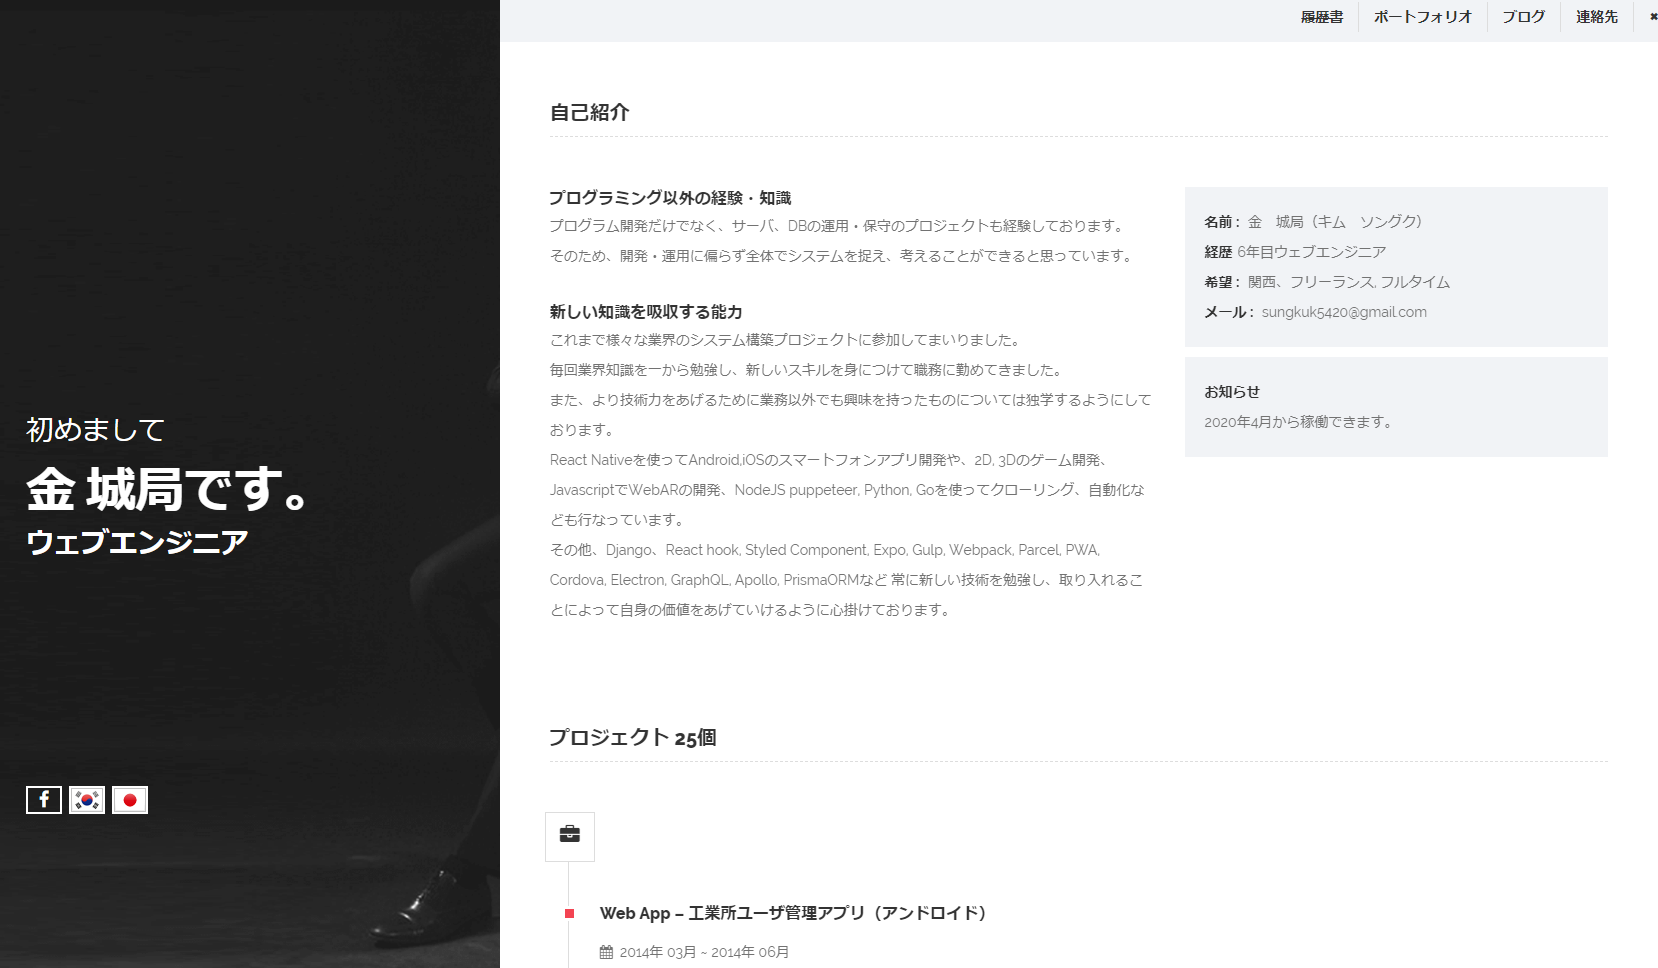 履歴書
ポートフォリオ
ブログ
連絡先
初めまして
金 城局です。
ウェブエンジニア
自己紹介
プログラミング以外の経験・知識
プログラム開発だけでなく、サーバ、DBの運用・保守のプロジェクトも経験しております。
そのため、開発・運用に偏らず全体でシステムを捉え、考えることができると思っています。
新しい知識を吸収する能力
これまで様々な業界のシステム構築プロジェクトに参加してまいりました。
毎回業界知識を一から勉強し、新しいスキルを身につけて職務に勤めてきました。
また、より技術力をあげるために業務以外でも興味を持ったものについては独学するようにして
おります。
React Nativeを使ってAndroid,iOSのスマートフォンアプリ開発や、2D, 3Dのゲーム開発、
JavascriptでWebARの開発、NodeJS puppeteer, Python, Goを使ってクローリング、自動化な
ども行なっています。
その他、Django、React hook, Styled Component, Expo, Gulp, Webpack, Parcel, PWA,
Cordova, Electron, GraphQL, Apollo, PrismaORMなど 常に新しい技術を勉強し、取り入れるこ
とによって自身の価値をあげていけるように心掛けております。
名前 : 金　城局（キム　ソングク）
経歴 6年目ウェブエンジニア
希望 : 関西、フリーランス, フルタイム
メール : sungkuk5420@gmail.com
お知らせ
2020年4月から稼働できます。
プロジェクト 25個
Web App – 工業所ユーザ管理アプリ（アンドロイド）
2014年 03月 ~ 2014年 06月